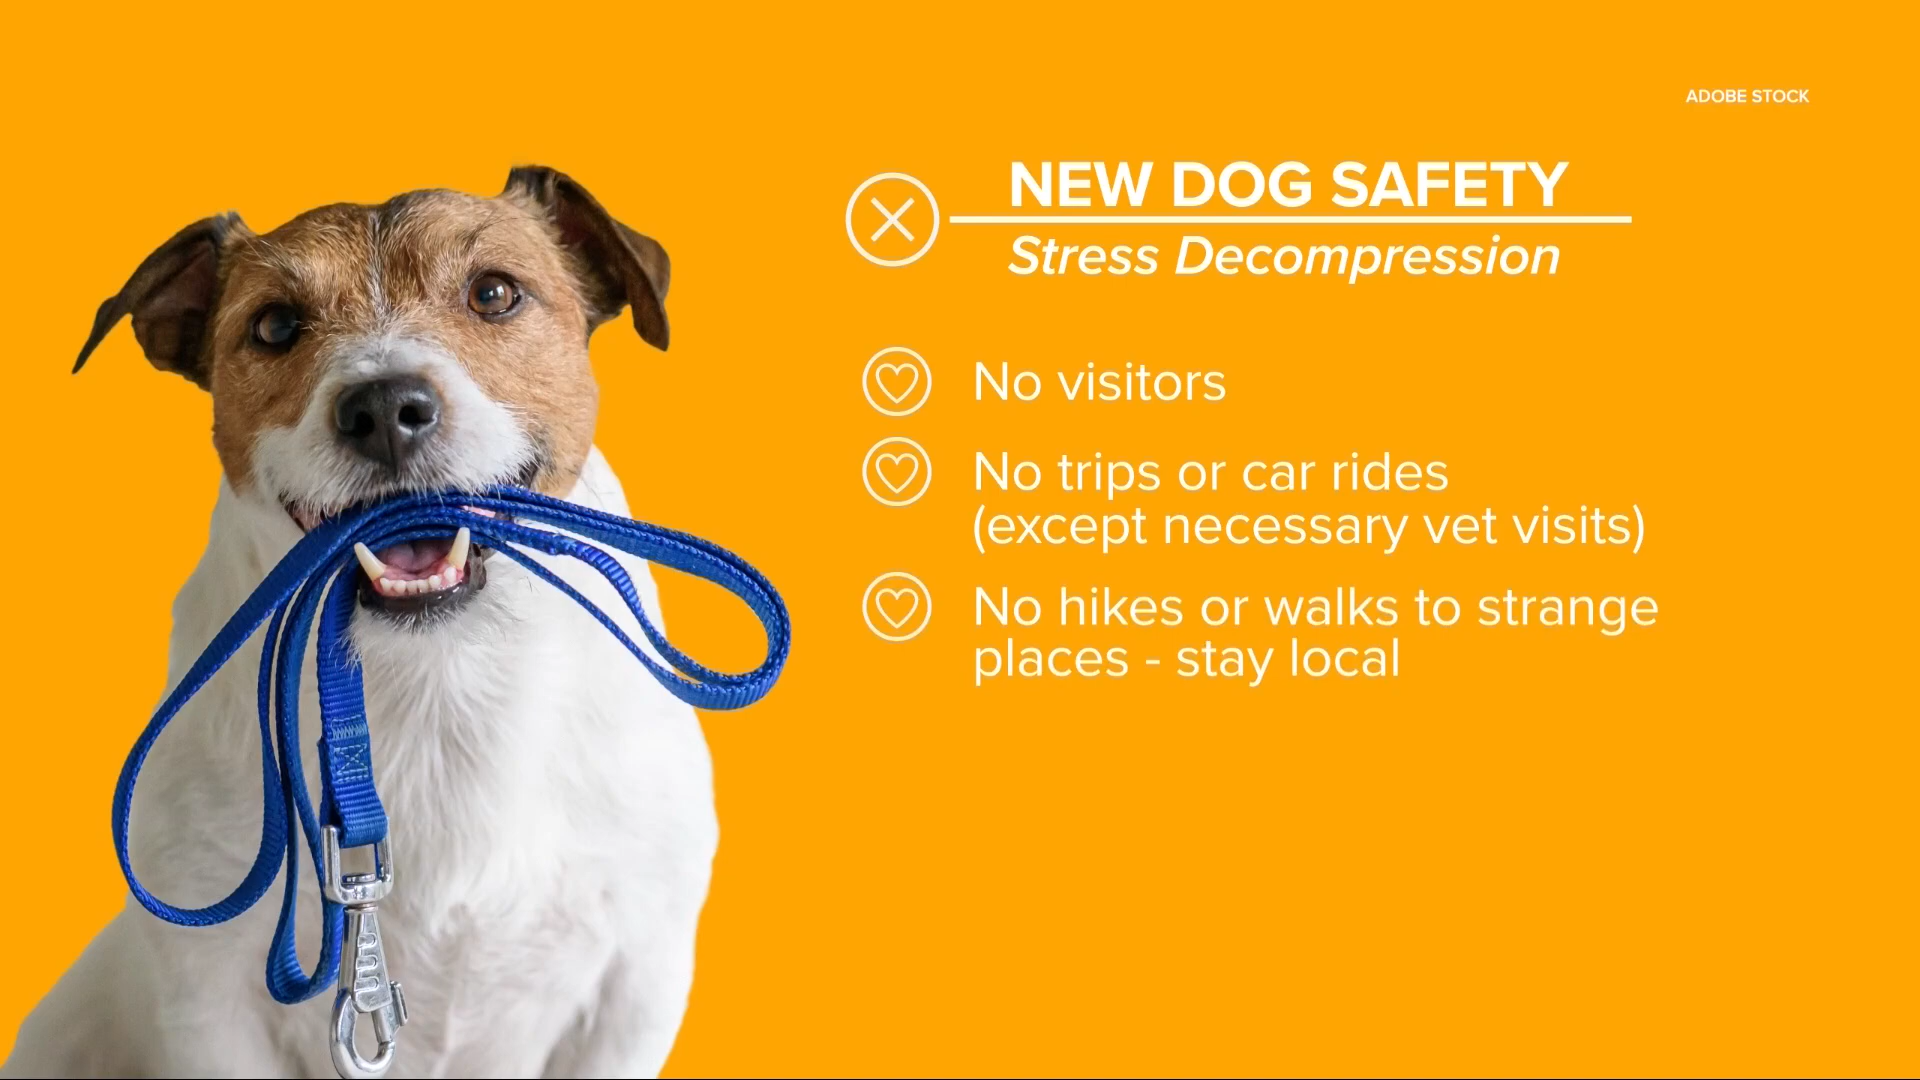 ADOBE STOCK
NEW DOG SAFETY
Stress Decompression
No visitors
No trips or car rides
(except necessary vet visits)
No hikes or walks to strange
places - stay local